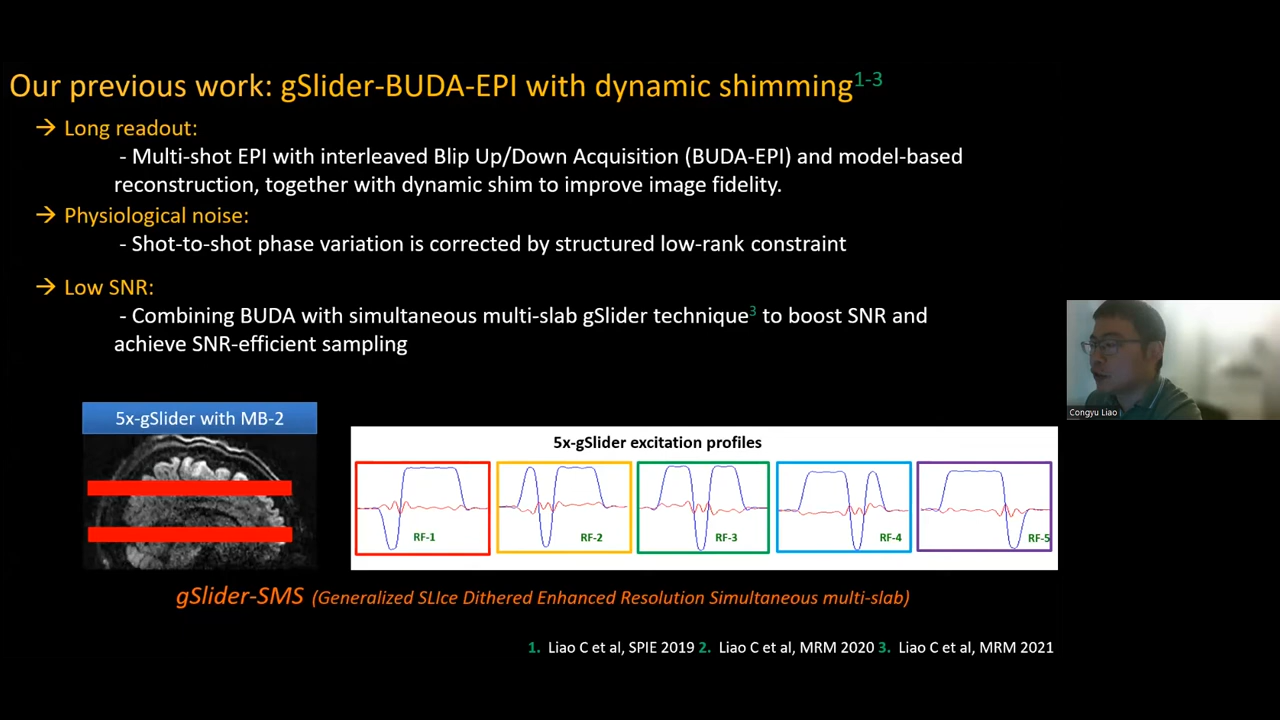 Our previous work: gSlider-BUDA-EPI with dynamic shimming1-3
→ Long readout:
- Multi-shot EPI with interleaved Blip Up/Down Acquisition (BUDA-EPI) and model-based
reconstruction, together with dynamic shim to improve image fidelity.
→ Physiological noise:
- Shot-to-shot phase variation is corrected by structured low-rank constraint
→ Low SNR:
- Combining BUDA with simultaneous multi-slab gSlider technique3 to boost SNR and
achieve SNR-efficient sampling
Congyu Liao
5x-gSlider with MB-2
5x-gSlider excitation profiles
RF-1
RF-2
RF-3
RF-4
RF-5
gSlider-SMS (Generalized SLIce Dithered Enhanced Resolution Simultaneous multi-slab)
1. Liao C et al, SPIE 2019 2. Liao C et al, MRM 2020 3. Liao C et al, MRM 2021